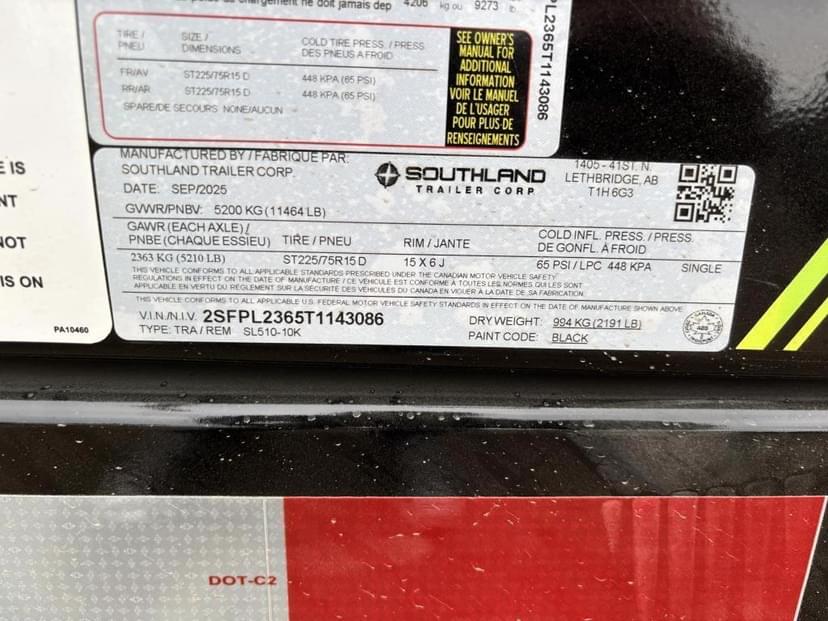 chargement ne doit jamais dep 4206 kg ou 9273 lb
TIRE / PNEU SIZE / DIMENSIONS COLD TIRE PRESS. / PRESS DES PNEUS A FROID
FR/AV ST225/75R15 D 448 KPA (65 PSI)
RR/AR ST225/75R15 D 448 KPA (65 PSI)
SPARE/DE SECOURS NONE/AUCUN
SEE OWNER'S
MANUAL FOR
ADDITIONAL
INFORMATION
VOIR LE MANUEL
DE L'USAGER
POUR PLUS DE
RENSEIGNEMENTS
PL2365T1143086
E IS
NT
NOT
IS ON
PA10460
MANUFACTURED BY / FABRIQUE PAR:
SOUTHLAND TRAILER CORP.
DATE: SEP/2025
SOUTHLAND
TRAILER CORP
1405 - 41ST. N.
LETHBRIDGE, AB
T1H 6G3
GVWR/PNBV: 5200 KG (11464 LB)
GAWR (EACH AXLE) /
PNBE (CHAQUE ESSIEU) TIRE / PNEU RIM / JANTE COLD INFL. PRESS. / PRESS. DE GONFL. À FROID
2363 KG (5210 LB) ST225/75R15 D 15 X 6 J 65 PSI / LPC 448 KPA SINGLE
THIS VEHICLE CONFORMS TO ALL APPLICABLE STANDARDS PRESCRIBED UNDER THE CANADIAN MOTOR VEHICLE SAFETY
REGULATIONS IN EFFECT ON THE DATE OF MANUFACTURE / CE VÉHICULE EST CONFORME À TOUTES LES NORMES QUI LES SONT
APPLICABLE EN VERTU DU RÈGLEMENT SUR LA SÉCURITÉ DES VÉHICULES DU CANADA EN VIGUEUR À LA DATE DE SA FABRICATION.
THIS VEHICLE CONFORMS TO ALL APPLICABLE U.S. FEDERAL MOTOR VEHICLE SAFETY STANDARDS IN EFFECT ON THE DATE OF MANUFACTURE SHOWN ABOVE
V.I.N./N.I.V. 2SFPL2365T1143086 DRY WEIGHT: 994 KG (2191 LB)
TYPE: TRA / REM SL510-10K PAINT CODE: BLACK
DOT-C2